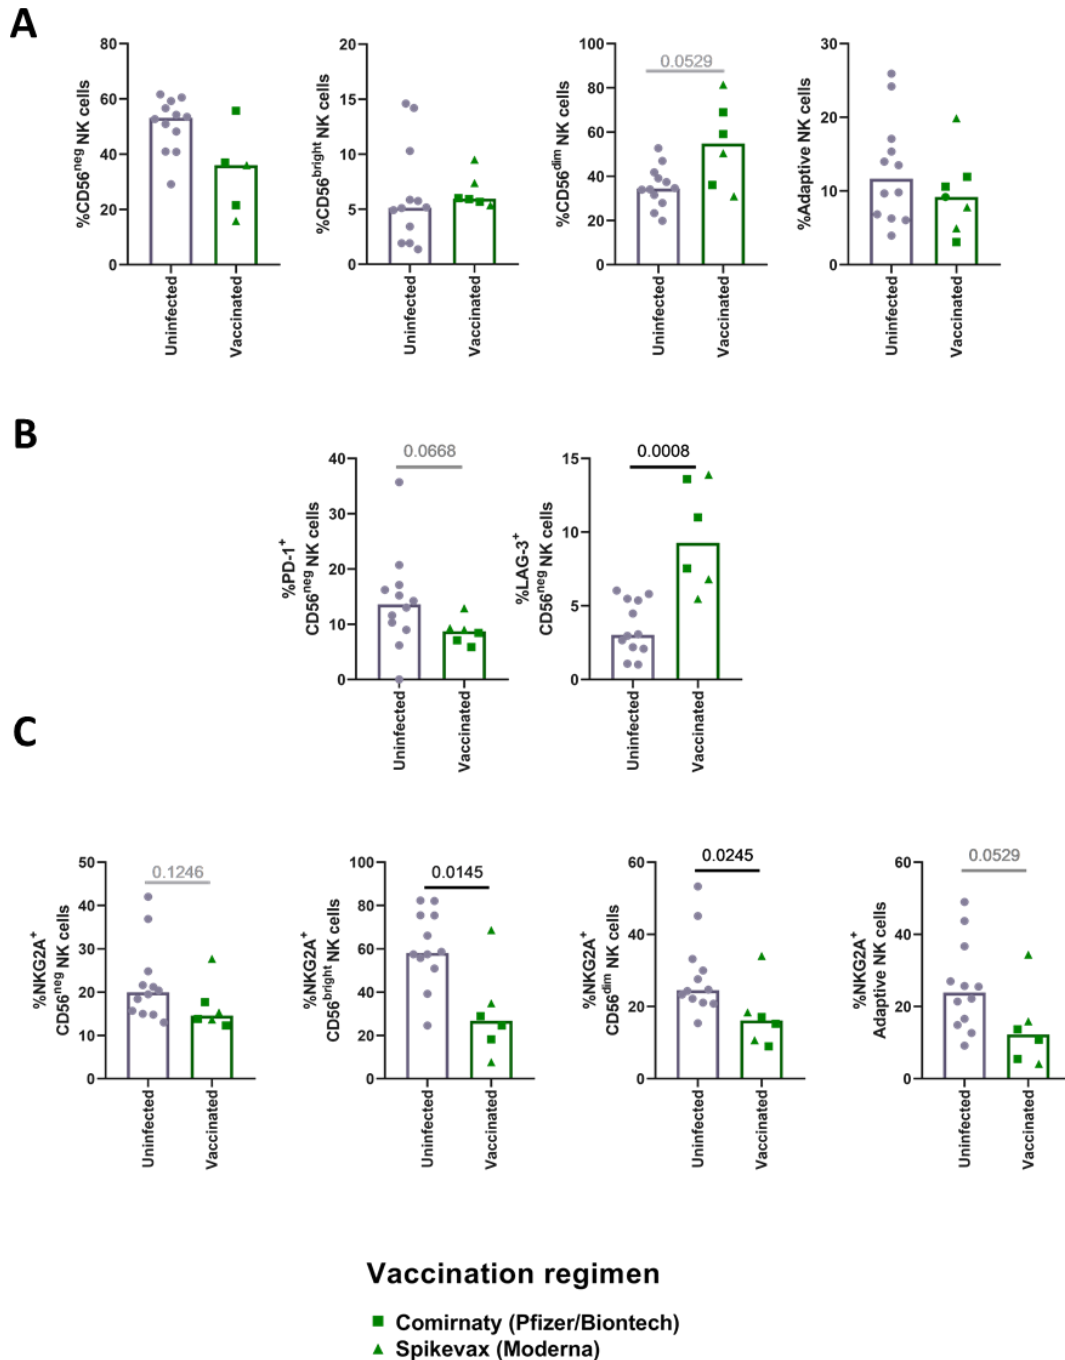 A
%CD56neg NK cells
80
60
40
20
0
Uninfected
Vaccinated
%CD56bright NK cells
20
15
10
5
0
Uninfected
Vaccinated
%CD56dim NK cells
100
80
60
40
20
0
0.0529
Uninfected
Vaccinated
%Adaptive NK cells
30
20
10
0
Uninfected
Vaccinated
B
%PD-1+
CD56neg NK cells
40
30
20
10
0
0.0668
Uninfected
Vaccinated
%LAG-3+
CD56neg NK cells
15
10
5
0
0.0008
Uninfected
Vaccinated
C
%NKG2A+
CD56neg NK cells
50
40
30
20
10
0
0.1246
Uninfected
Vaccinated
%NKG2A+
CD56bright NK cells
100
80
60
40
20
0
0.0145
Uninfected
Vaccinated
%NKG2A+
CD56dim NK cells
60
40
20
0
0.0245
Uninfected
Vaccinated
%NKG2A+
Adaptive NK cells
60
40
20
0
0.0529
Uninfected
Vaccinated
Vaccination regimen
Comirnaty (Pfizer/Biontech)
Spikevax (Moderna)